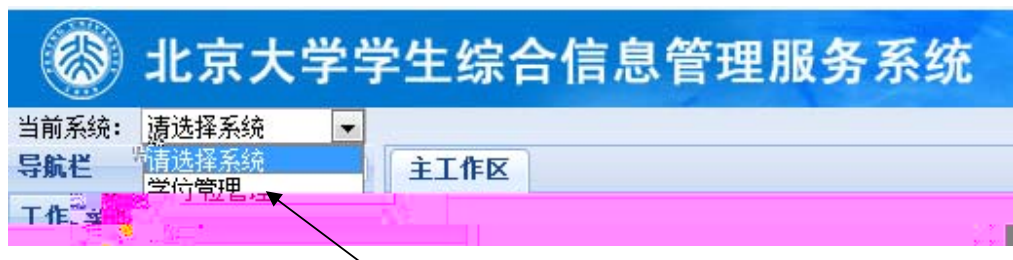 北京大学学生综合信息管理服务系统
当前系统： 请选择系统
导航栏 请选择系统 主工作区
学位管理
工作